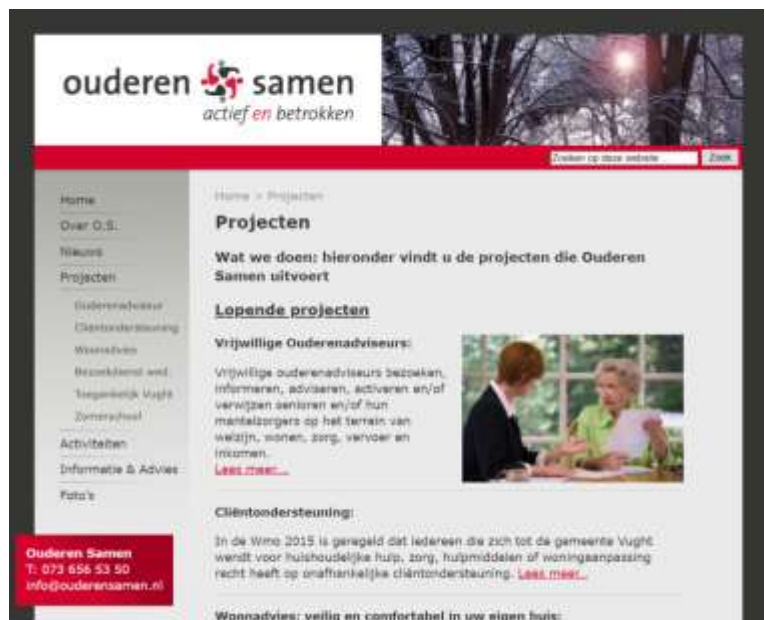 ouderen samen
actief en betrokken
Zoeken op deze website
Zoek
Home
Over O.S.
Nieuws
Projecten
Ouderenadviseur
Cliëntondersteuning
Woonadvies
Bezoekdienst wed.
Toegankelijk Vught
Zomerschool
Activiteiten
Informatie & Advies
Foto's
Ouderen Samen
T: 073 656 53 50
info@ouderensamen.nl
Home > Projecten
Projecten
Wat we doen: hieronder vindt u de projecten die Ouderen
Samen uitvoert
Lopende projecten
Vrijwillige Ouderenadviseurs:
Vrijwillige ouderenadviseurs bezoeken,
informeren, adviseren, activeren en/of
verwijzen senioren en/of hun
mantelzorgers op het terrein van
welzijn, wonen, zorg, vervoer en
inkomen.
Lees meer...
Cliëntondersteuning:
In de Wmo 2015 is geregeld dat iedereen die zich tot de gemeente Vught
wendt voor huishoudelijke hulp, zorg, hulpmiddelen of woningaanpassing
recht heeft op onafhankelijke cliëntondersteuning. Lees meer...
Woonadvies: veilig en comfortabel in uw eigen huis: